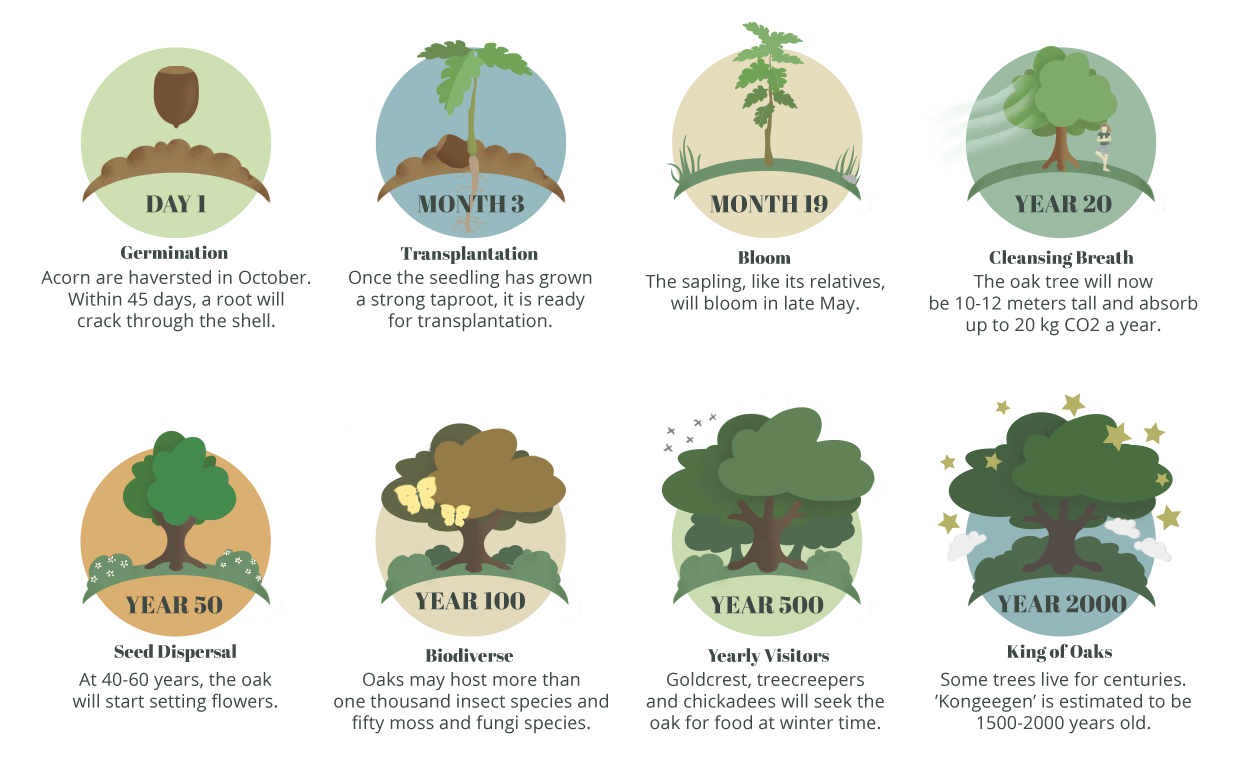 DAY 1
Germination
Acorn are haversted in October.
Within 45 days, a root will
crack through the shell.
MONTH 3
Transplantation
Once the seedling has grown
a strong taproot, it is ready
for transplantation.
MONTH 19
Bloom
The sapling, like its relatives,
will bloom in late May.
YEAR 20
Cleansing Breath
The oak tree will now
be 10-12 meters tall and absorb
up to 20 kg CO2 a year.
YEAR 50
Seed Dispersal
At 40-60 years, the oak
will start setting flowers.
YEAR 100
Biodiverse
Oaks may host more than
one thousand insect species and
fifty moss and fungi species.
YEAR 500
Yearly Visitors
Goldcrest, treecreepers
and chickadees will seek the
oak for food at winter time.
YEAR 2000
King of Oaks
Some trees live for centuries.
’Kongeegen’ is estimated to be
1500-2000 years old.